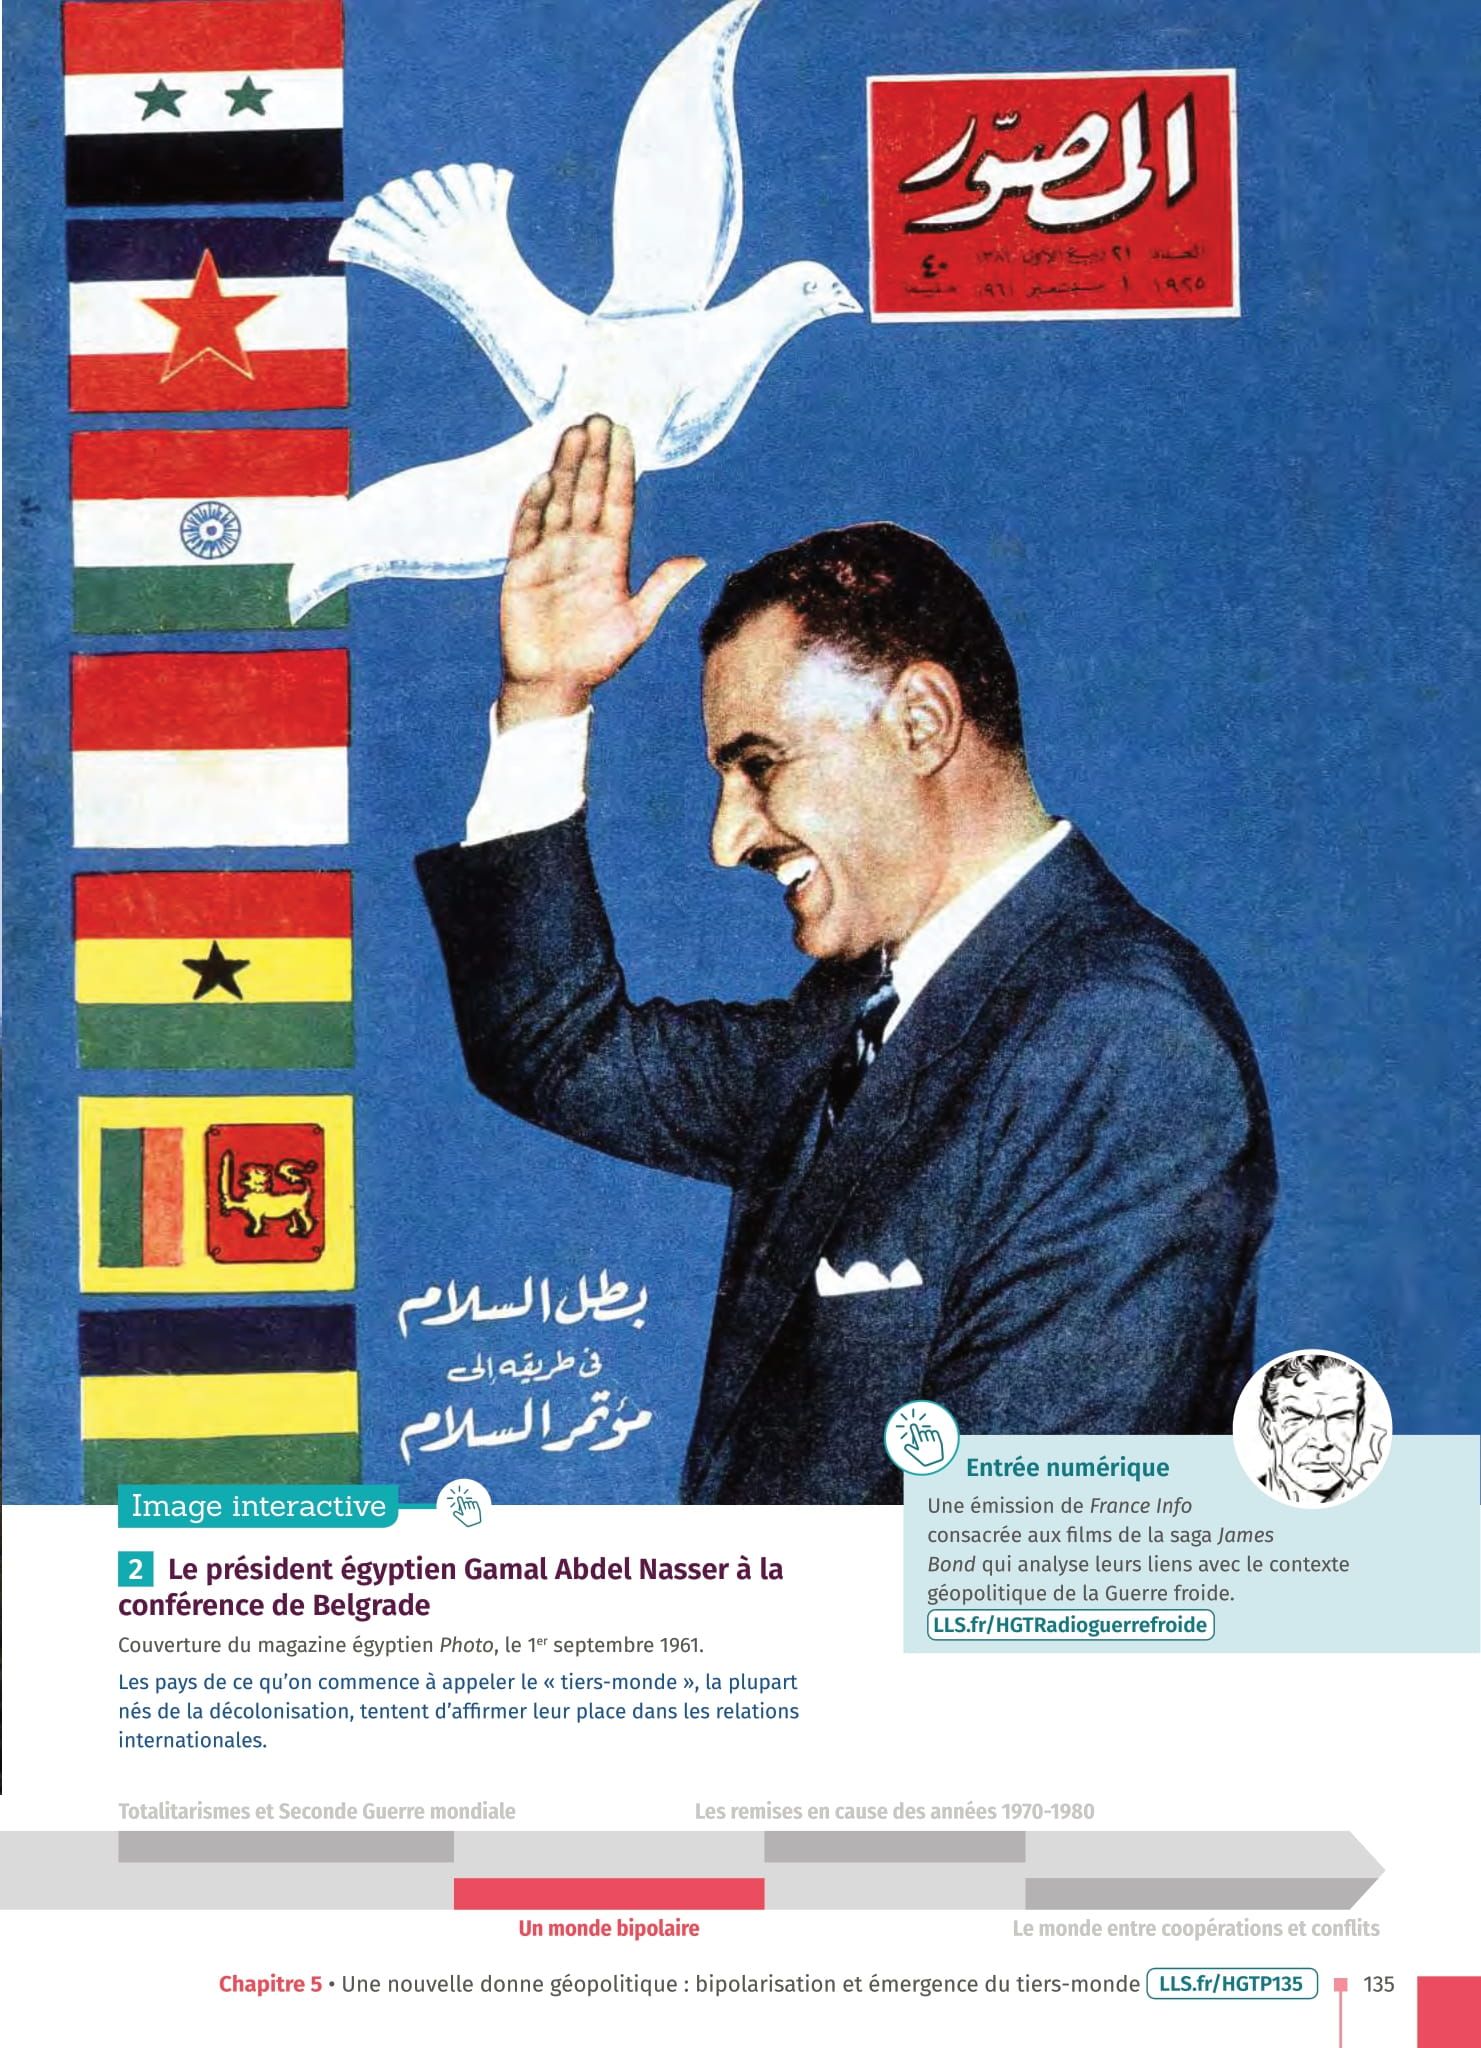 المصوّر
العدد ٢١ ربيع الأول ١٣٨١
١٩٢٥ ١ سبتمبر ١٩٦١
٤٠ مليما
بطل السلام
فى طريقه إلى
مؤتمر السلام
Image interactive
2 Le président égyptien Gamal Abdel Nasser à la
conférence de Belgrade
Couverture du magazine égyptien Photo, le 1er septembre 1961.
Les pays de ce qu’on commence à appeler le « tiers-monde », la plupart
nés de la décolonisation, tentent d’affirmer leur place dans les relations
internationales.
Entrée numérique
Une émission de France Info
consacrée aux films de la saga James
Bond qui analyse leurs liens avec le contexte
géopolitique de la Guerre froide.
LLS.fr/HGTRadioguerrefroide
Totalitarismes et Seconde Guerre mondiale
Les remises en cause des années 1970-1980
Un monde bipolaire
Le monde entre coopérations et conflits
Chapitre 5 • Une nouvelle donne géopolitique : bipolarisation et émergence du tiers-monde LLS.fr/HGTP135 135